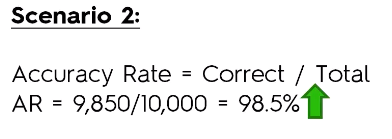 Scenario 2:
Accuracy Rate = Correct / Total
AR = 9,850/10,000 = 98.5%